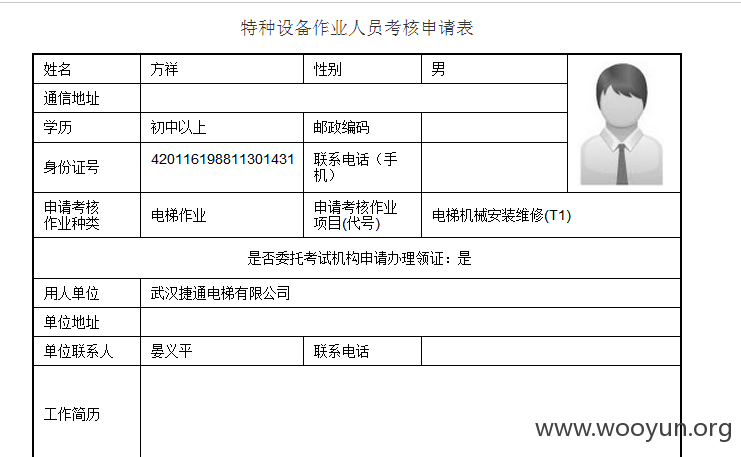 特种设备作业人员考核申请表
姓名 方祥 性别 男
通信地址
学历 初中以上 邮政编码
身份证号 420116198811301431 联系电话（手
机）
申请考核
作业种类 电梯作业 申请考核作业
项目(代号) 电梯机械安装维修(T1)
是否委托考试机构申请办理领证：是
用人单位 武汉捷通电梯有限公司
单位地址
单位联系人 晏义平 联系电话
工作简历
www.wooyun.org